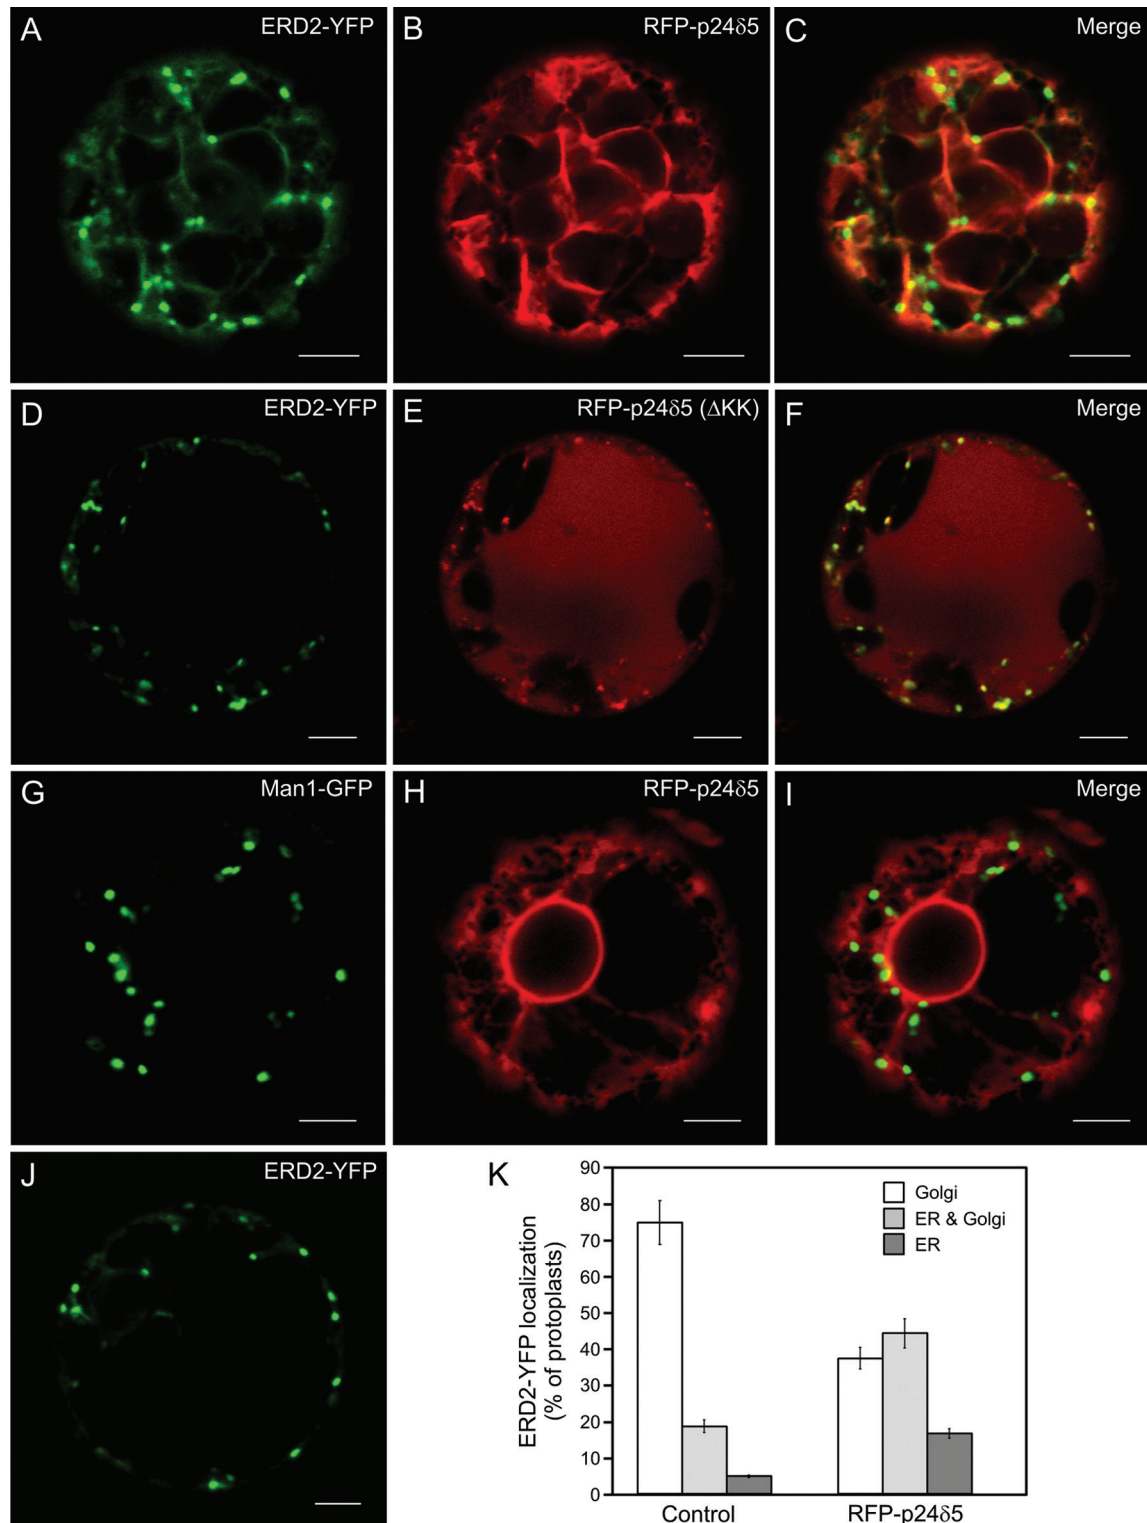 A ERD2-YFP
B RFP-p24δ5
C Merge
D ERD2-YFP
E RFP-p24δ5 (ΔKK)
F Merge
G Man1-GFP
H RFP-p24δ5
I Merge
J ERD2-YFP
K
ERD2-YFP localization
(% of protoplasts)
90
80
70
60
50
40
30
20
10
0
Golgi
ER & Golgi
ER
Control
RFP-p24δ5